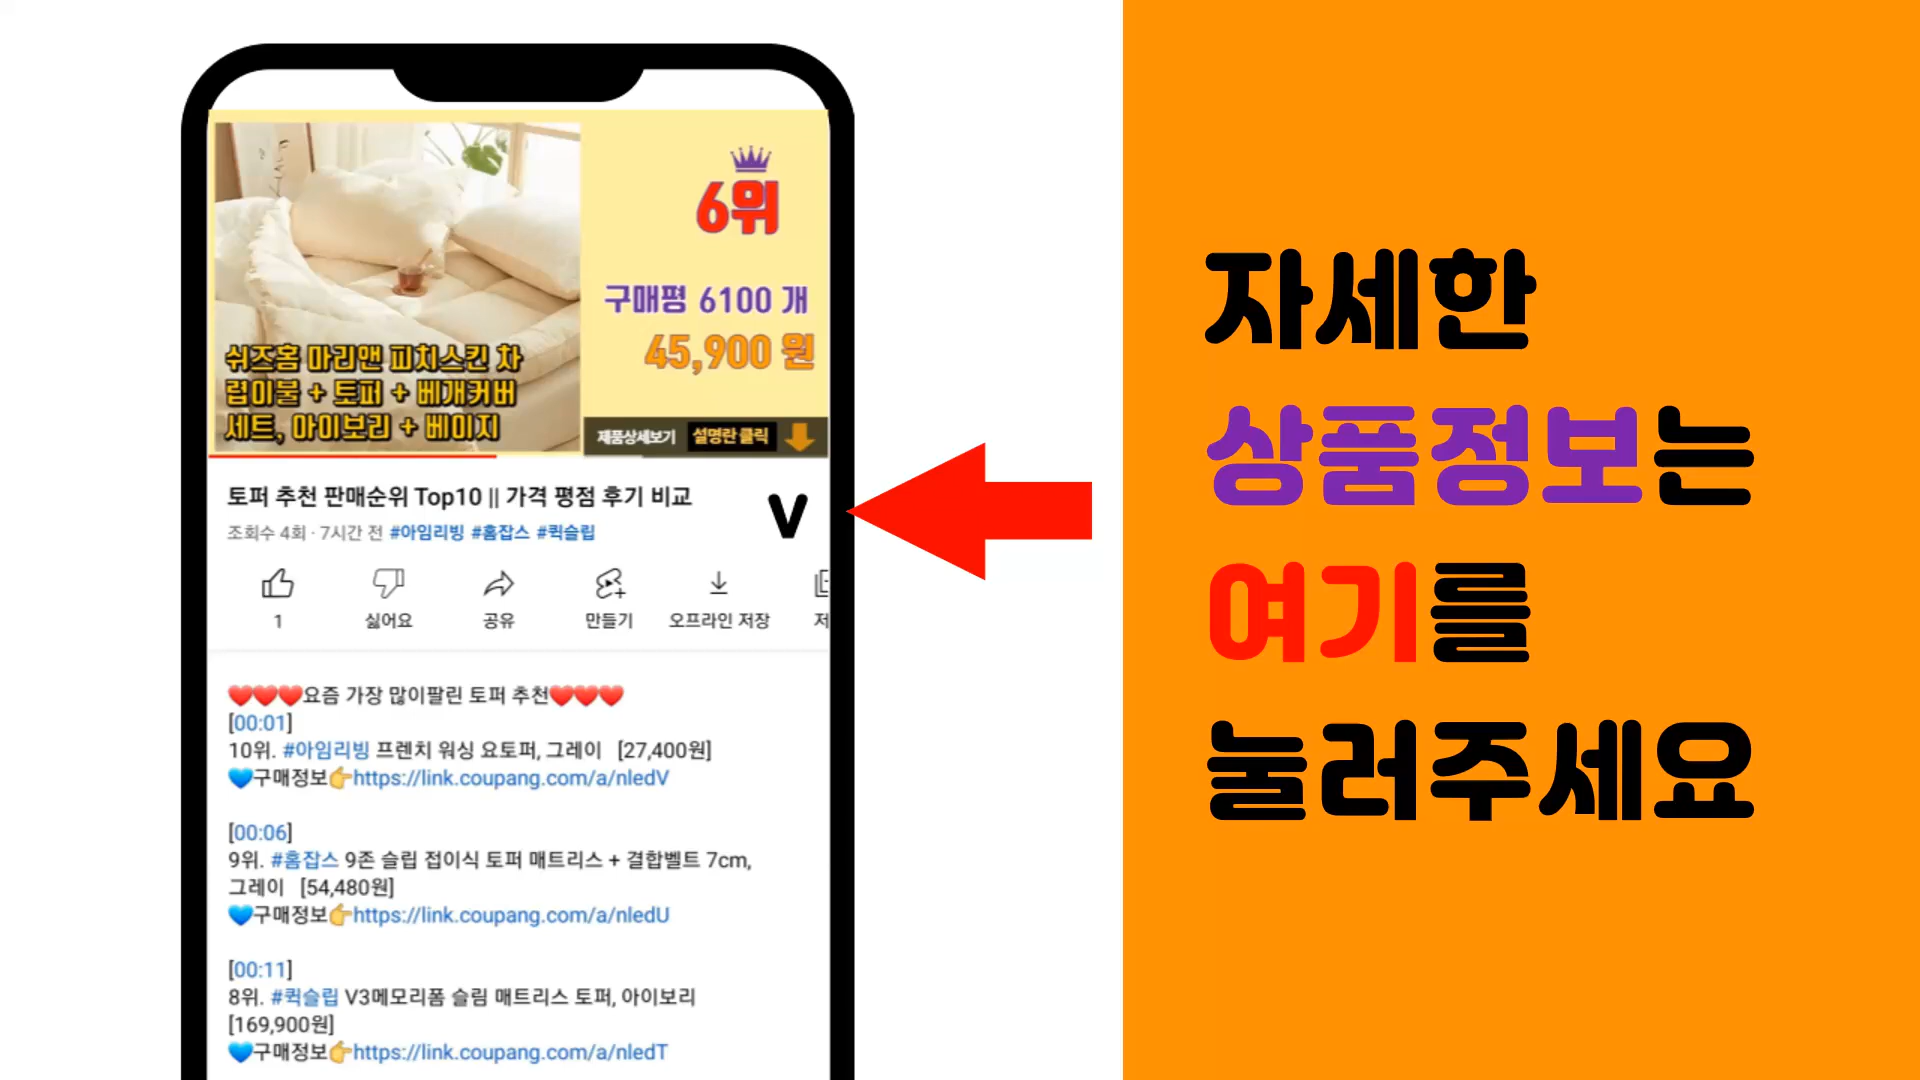 6위
구매평 6100 개
45,900 원
쉬즈홈 마리앤 피치스킨 차
렵이불 + 토퍼 + 베개커버
세트, 아이보리 + 베이지
제품상세보기 설명란 클릭
토퍼 추천 판매순위 Top10 || 가격 평점 후기 비교
V
조회수 4회 · 7시간 전 #아임리빙 #홈잡스 #퀵슬립
1 싫어요 공유 만들기 오프라인 저장 저
❤️❤️❤️요즘 가장 많이팔린 토퍼 추천❤️❤️❤️
[00:01]
10위. #아임리빙 프렌치 워싱 요토퍼, 그레이 [27,400원]
💙구매정보👉https://link.coupang.com/a/nledV
[00:06]
9위. #홈잡스 9존 슬립 접이식 토퍼 매트리스 + 결합벨트 7cm,
그레이 [54,480원]
💙구매정보👉https://link.coupang.com/a/nledU
[00:11]
8위. #퀵슬립 V3메모리폼 슬림 매트리스 토퍼, 아이보리
[169,900원]
💙구매정보👉https://link.coupang.com/a/nledT
자세한
상품정보는
여기를
눌러주세요